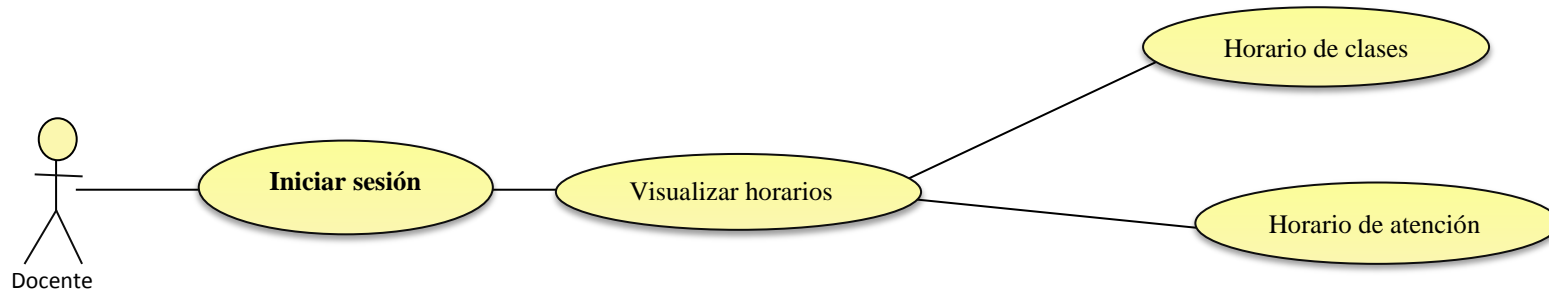 Horario de clases
Iniciar sesión
Visualizar horarios
Horario de atención
Docente